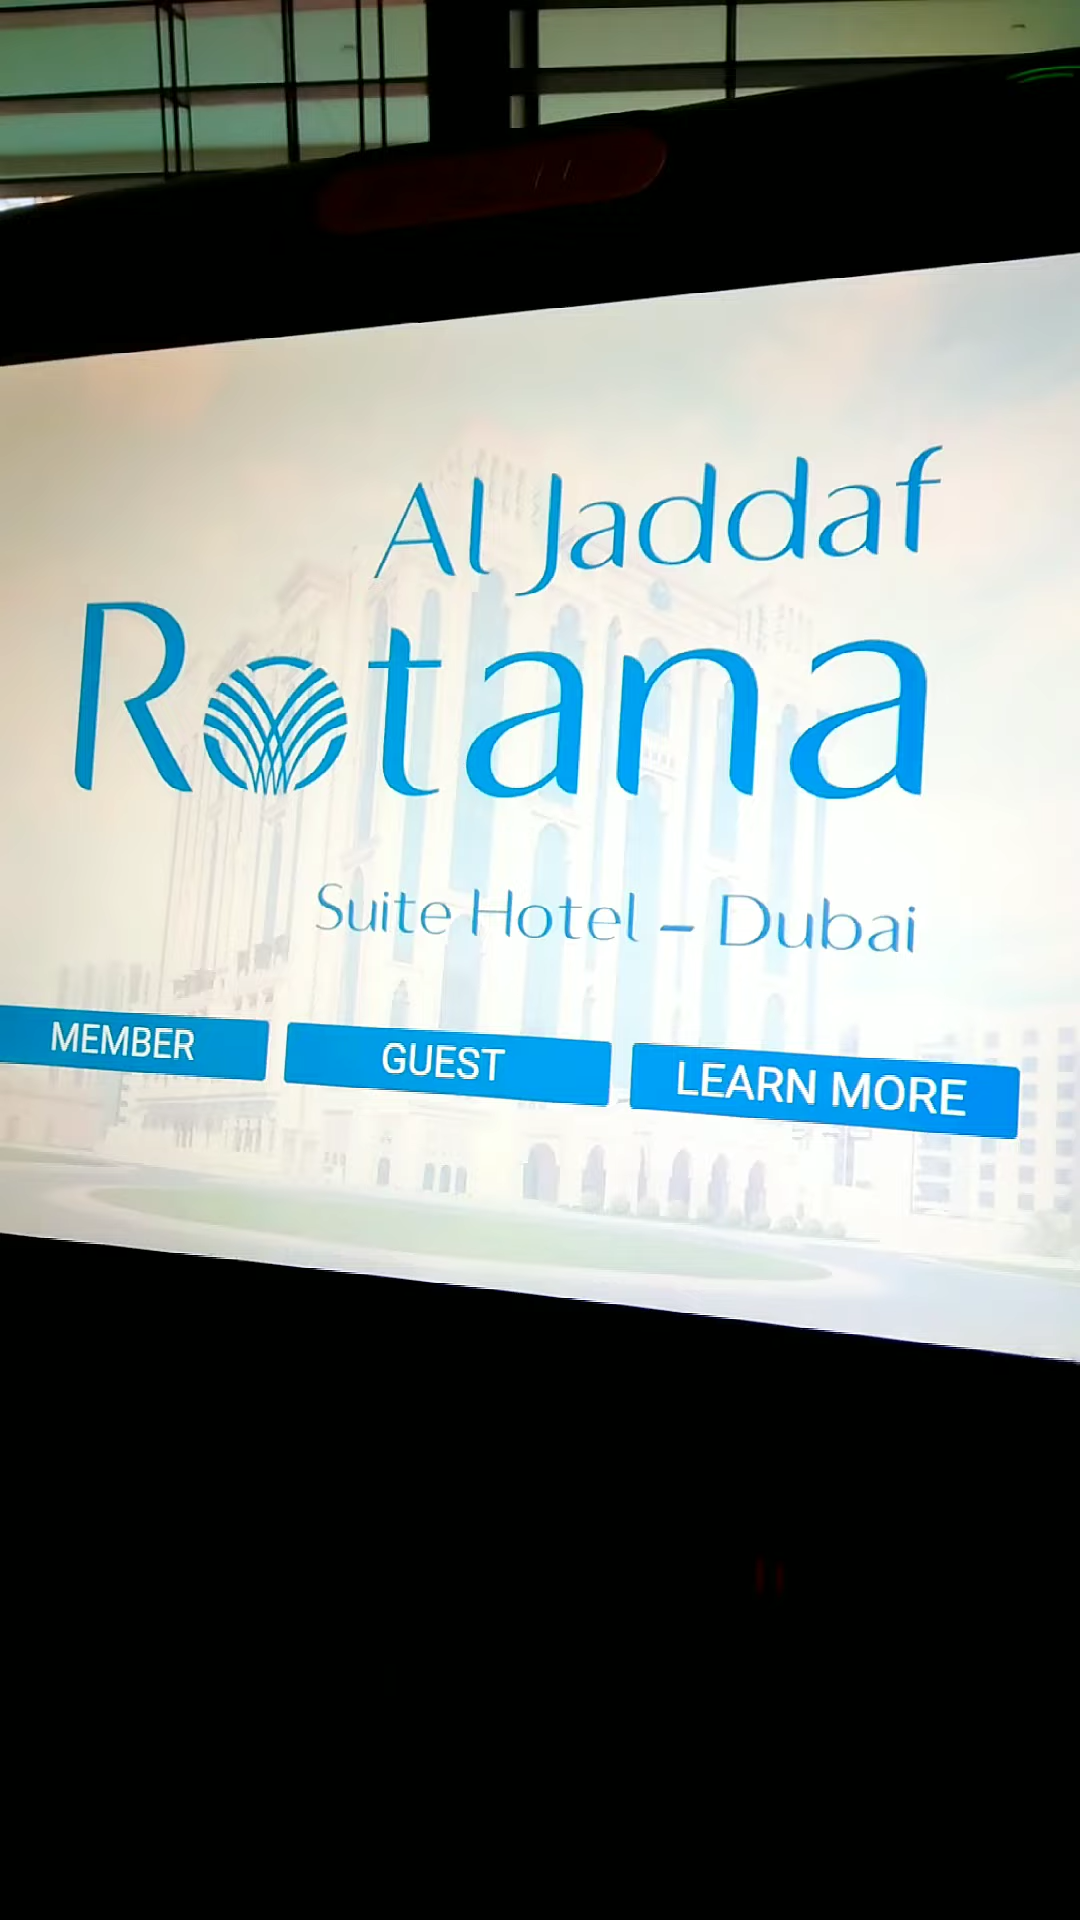 Al Jaddaf
Rotana
Suite Hotel – Dubai
MEMBER
GUEST
LEARN MORE